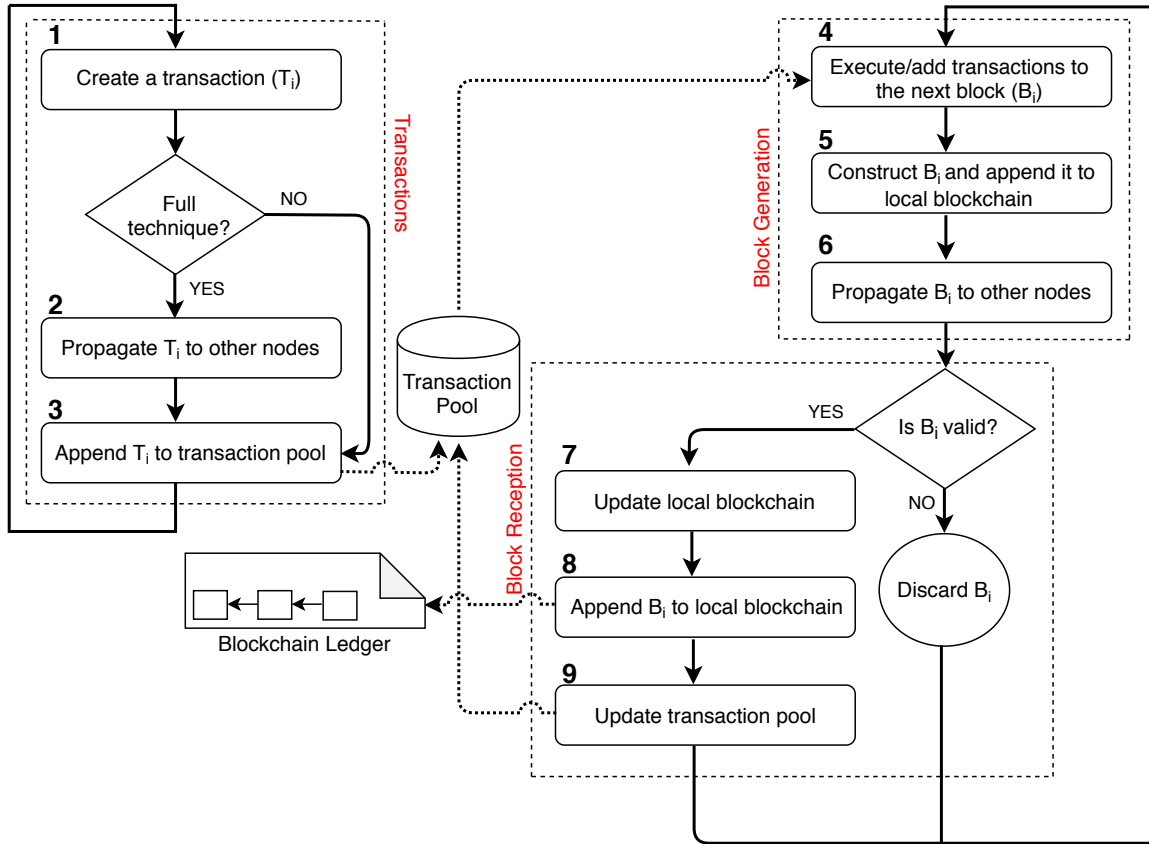 1
Create a transaction (Ti)
Full
technique?
NO
YES
2
Propagate Ti to other nodes
3
Append Ti to transaction pool
Transactions
Transaction
Pool
Blockchain Ledger
4
Execute/add transactions to
the next block (Bi)
5
Construct Bi and append it to
local blockchain
6
Propagate Bi to other nodes
Block Generation
Is Bi valid?
YES
NO
7
Update local blockchain
8
Append Bi to local blockchain
9
Update transaction pool
Discard Bi
Block Reception